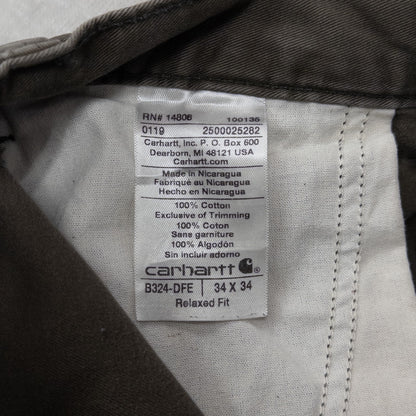 RN# 14806 100135
0119 2500025282
Carhartt, Inc. P. O. Box 600
Dearborn, MI 48121 USA
Carhartt.com
Made in Nicaragua
Fabriqué au Nicaragua
Hecho en Nicaragua
100% Cotton
Exclusive of Trimming
100% Coton
Sans garniture
100% Algodón
Sin incluir adorno
carhartt
B324-DFE 34 X 34
Relaxed Fit